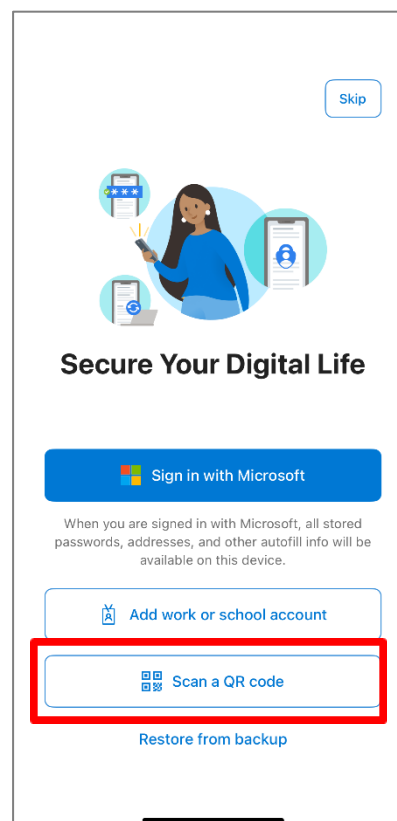 Skip
Secure Your Digital Life
Sign in with Microsoft
When you are signed in with Microsoft, all stored
passwords, addresses, and other autofill info will be
available on this device.
Add work or school account
Scan a QR code
Restore from backup